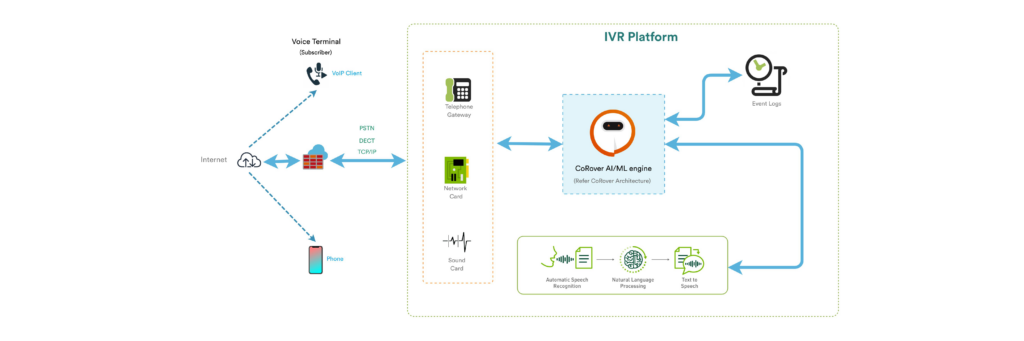 IVR Platform
Voice Terminal
(Subscriber)
VoIP Client
Internet
PSTN
DECT
TCP/IP
Phone
Telephone
Gateway
Network
Card
Sound
Card
CoRover AI/ML engine
(Refer CoRover Architecture)
Event Logs
Automatic Speech
Recognition
Natural Language
Processing
Text to
Speech